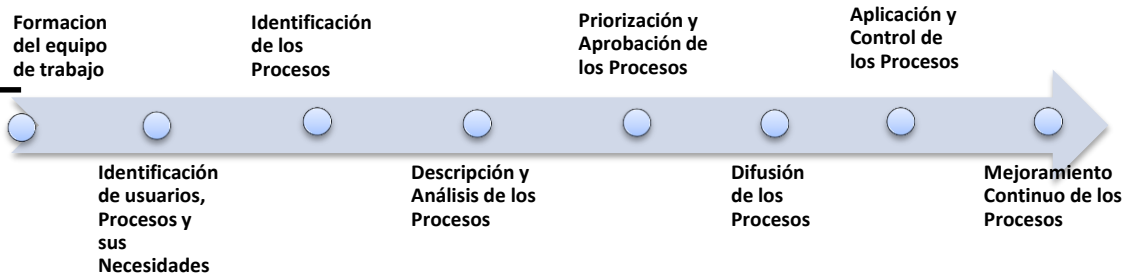 Formacion
del equipo
de trabajo
Identificación
de usuarios,
Procesos y
sus
Necesidades
Identificación
de los
Procesos
Descripción y
Análisis de los
Procesos
Priorización y
Aprobación de
los Procesos
Difusión
de los
Procesos
Aplicación y
Control de
los Procesos
Mejoramiento
Continuo de los
Procesos